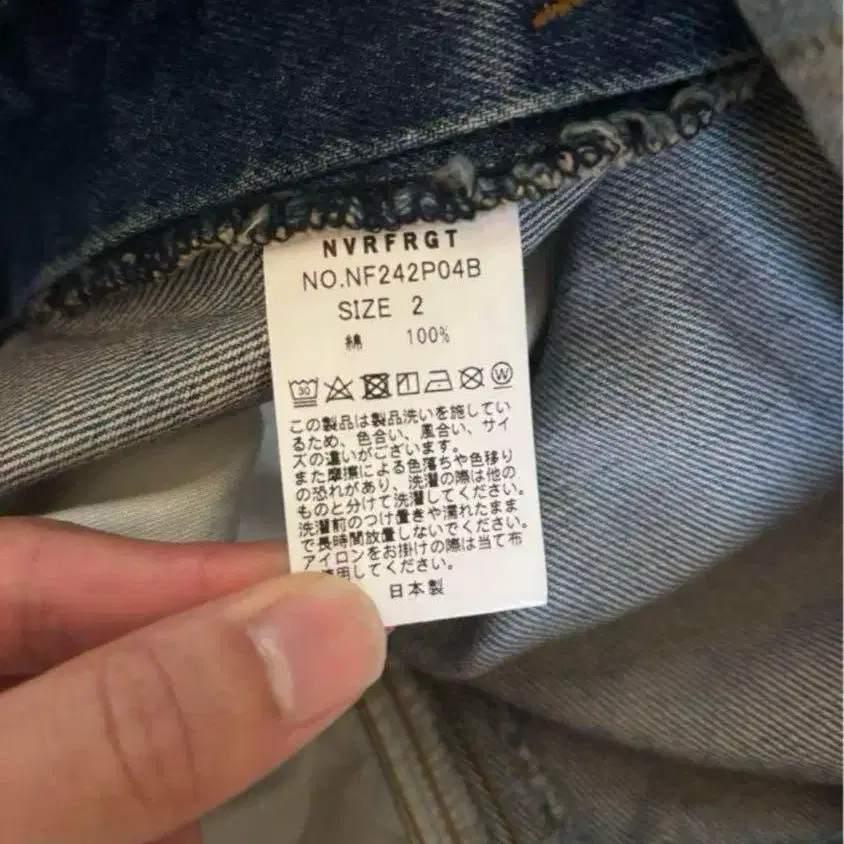 NVRFRGT
NO.NF242P04B
SIZE 2
綿 100%
30 W
この製品は製品洗いを施してい
るため、色合い、風合い、サイ
ズの違いがございます。
また摩擦による色落ちや色移り
の恐れがあり、洗濯の際は他の
ものと分けて洗濯してください。
洗濯前のつけ置きや濡れたまま
で長時間放置しないでください。
アイロンをお掛けの際は当て布
用してください。
日本製